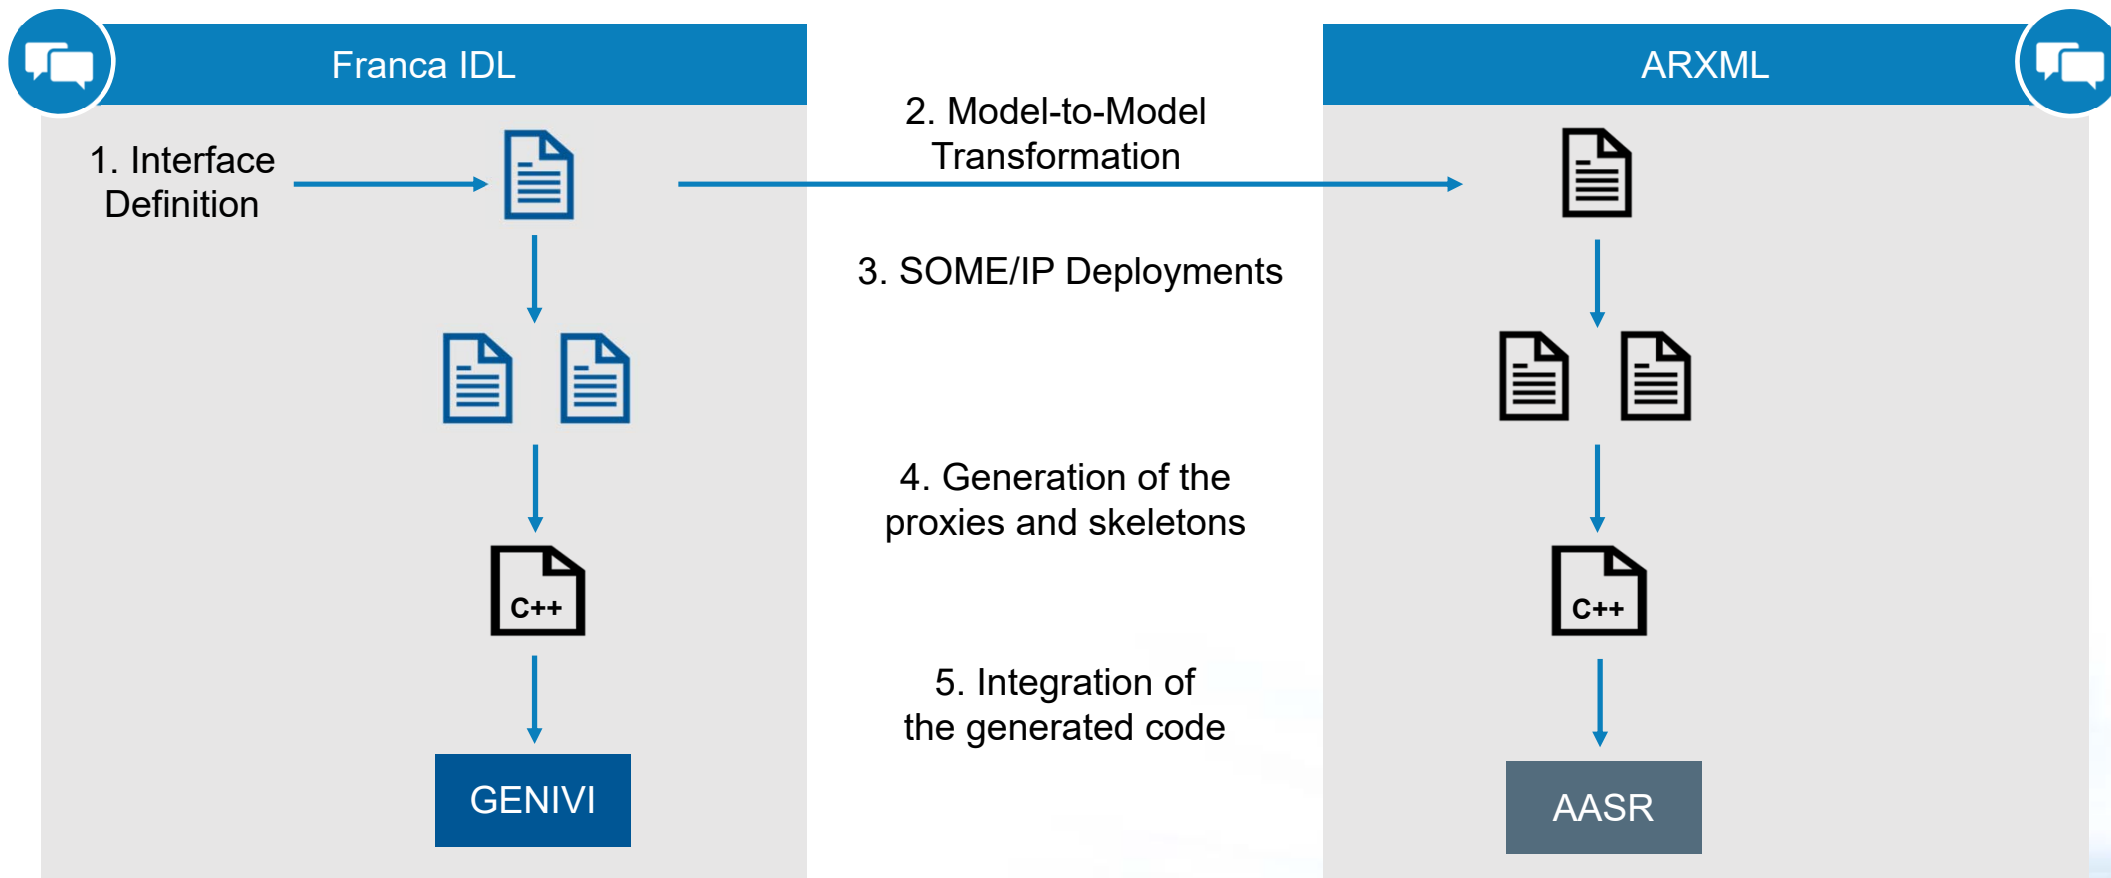 Franca IDL
ARXML
1. Interface
Definition
2. Model-to-Model
Transformation
3. SOME/IP Deployments
4. Generation of the
proxies and skeletons
C++
C++
5. Integration of
the generated code
GENIVI
AASR